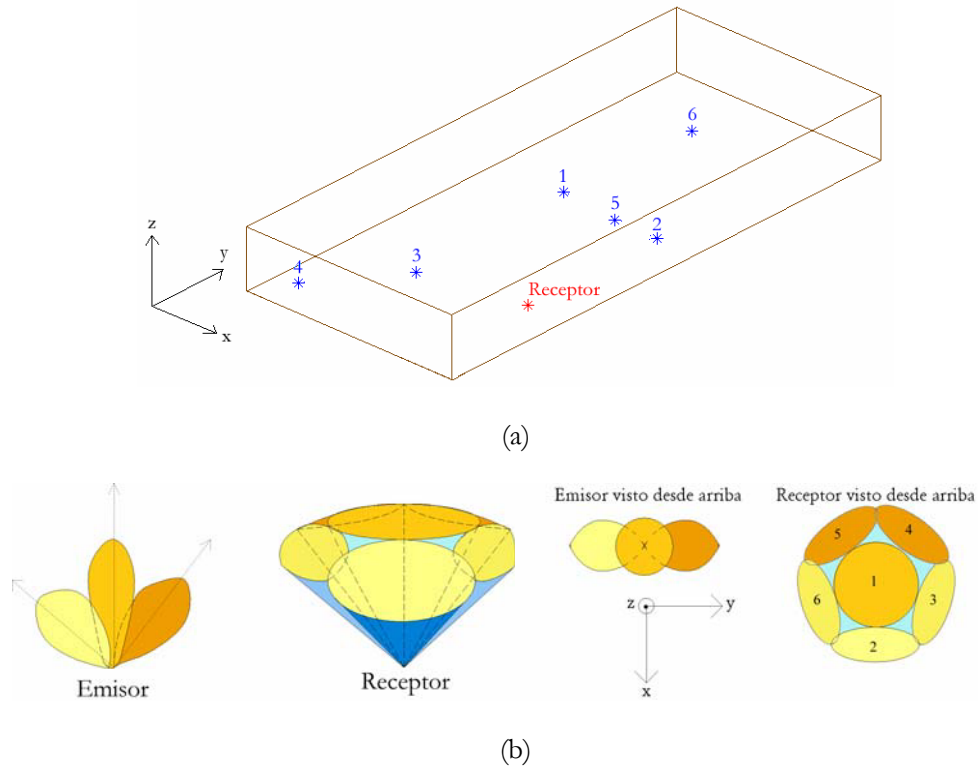 z
y
x
6
1
5
2
3
4
Receptor
(a)
Emisor visto desde arriba
Receptor visto desde arriba
5
4
1
6
3
2
z
y
x
Emisor
Receptor
(b)